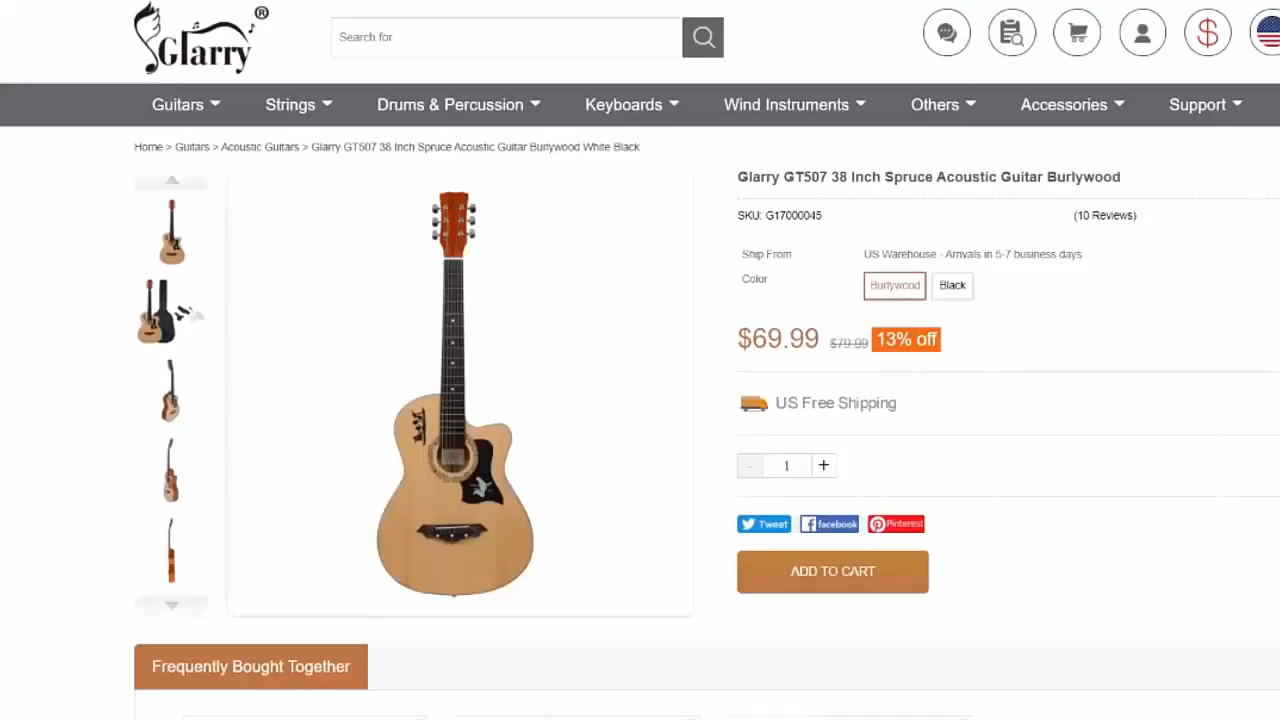 Glarry®
Search for
Guitars Strings Drums & Percussion Keyboards Wind Instruments Others Accessories Support
Home > Guitars > Acoustic Guitars > Glarry GT507 38 Inch Spruce Acoustic Guitar Burlywood White Black
Glarry GT507 38 Inch Spruce Acoustic Guitar Burlywood
SKU: G17000045 (10 Reviews)
Ship From US Warehouse - Arrivals in 5-7 business days
Color Burlywood Black
$69.99 $79.99 13% off
US Free Shipping
- 1 +
Tweet facebook Pinterest
ADD TO CART
Frequently Bought Together